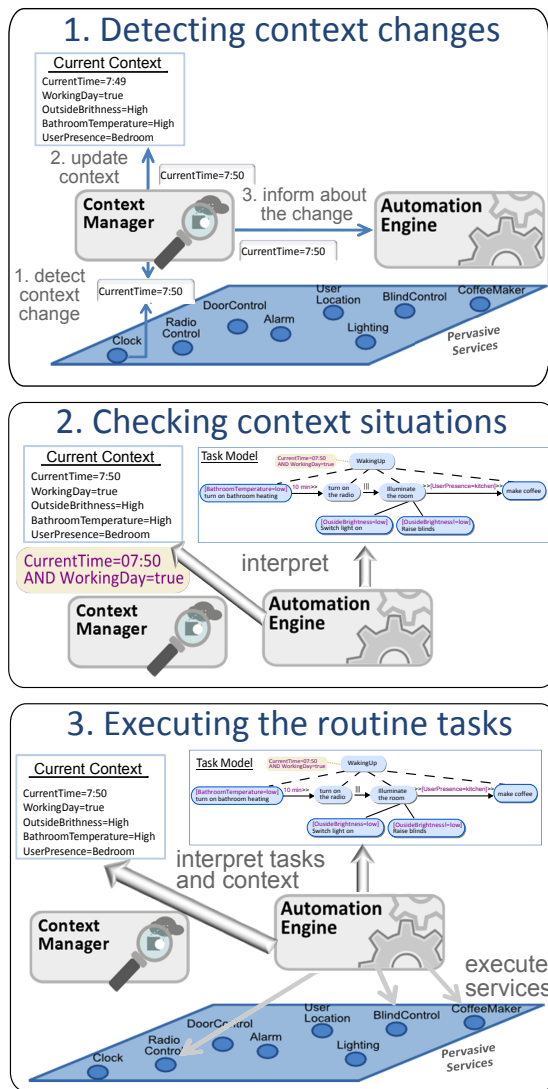 1. Detecting context changes
Current Context
CurrentTime=7:49
WorkingDay=true
OutsideBrithness=High
BathroomTemperature=High
UserPresence=Bedroom
2. update
context
CurrentTime=7:50
Context
Manager
3. inform about
the change
CurrentTime=7:50
Automation
Engine
1. detect
context
change
CurrentTime=7:50
Clock
Radio
Control
DoorControl
Alarm
User
Location
Lighting
BlindControl
CoffeeMaker
Pervasive
Services
2. Checking context situations
Current Context
CurrentTime=7:50
WorkingDay=true
OutsideBrithness=High
BathroomTemperature=High
UserPresence=Bedroom
Task Model
CurrentTime=07:50
AND WorkingDay=true
WakingUp
[BathroomTemperature=low]
turn on bathroom heating
10 min>>
turn on
the radio
|||
Illuminate
the room
>>[UserPresence=kitchen]>>
make coffee
[OusideBrightness=low]
Switch light on
[OusideBrightness!=low]
Raise blinds
CurrentTime=07:50
AND WorkingDay=true
interpret
Context
Manager
Automation
Engine
3. Executing the routine tasks
Current Context
CurrentTime=7:50
WorkingDay=true
OutsideBrithness=High
BathroomTemperature=High
UserPresence=Bedroom
Task Model
CurrentTime=07:50
AND WorkingDay=true
WakingUp
[BathroomTemperature=low]
turn on bathroom heating
10 min>>
turn on
the radio
|||
Illuminate
the room
>>[UserPresence=kitchen]>>
make coffee
[OusideBrightness=low]
Switch light on
[OusideBrightness!=low]
Raise blinds
interpret tasks
and context
Context
Manager
Automation
Engine
execute
services
Clock
Radio
Control
DoorControl
Alarm
User
Location
Lighting
BlindControl
CoffeeMaker
Pervasive
Services